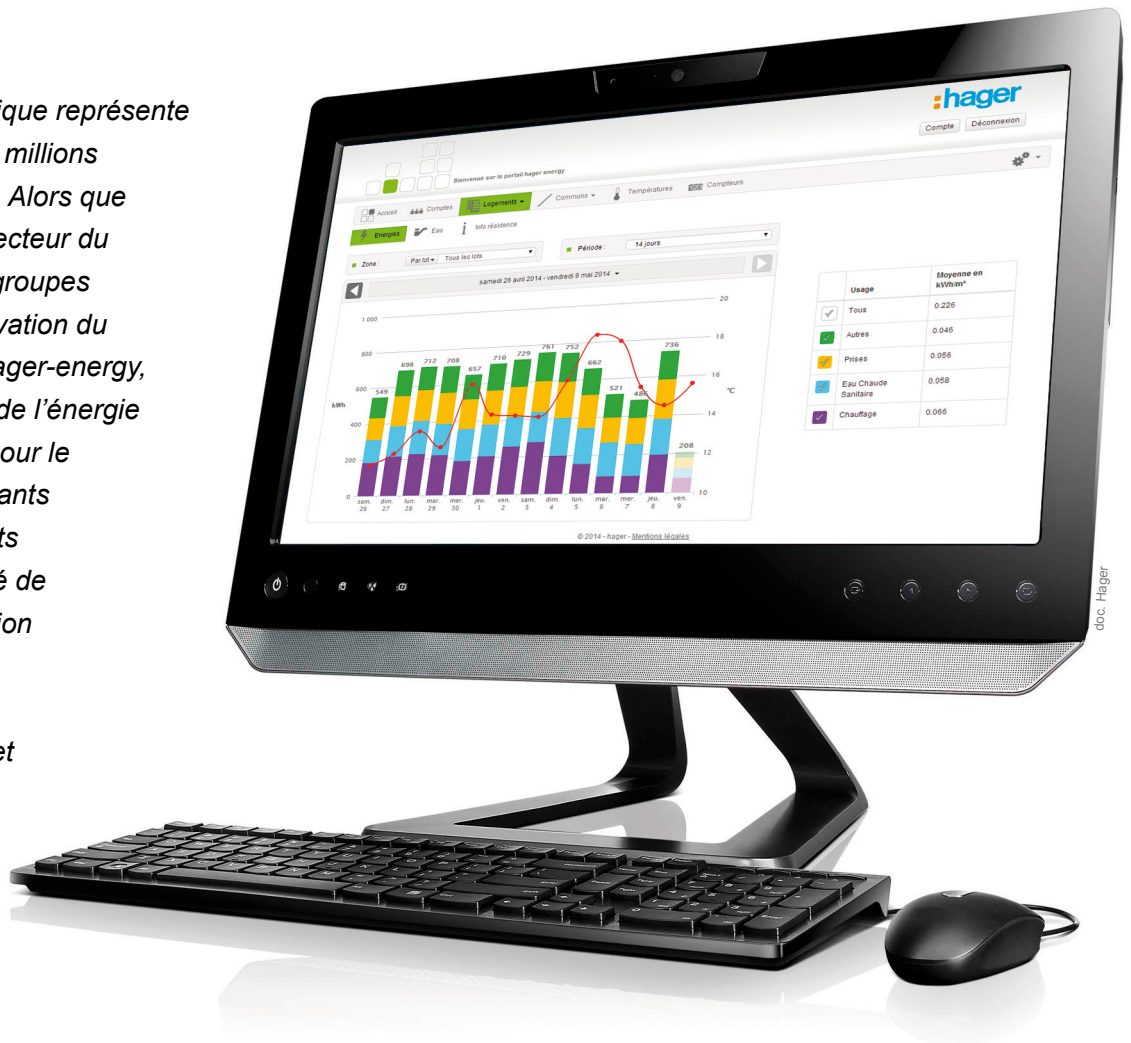 ique représente
millions
Alors que
ecteur du
groupes
vation du
ager-energy,
de l’énergie
our le
ants
ts
é de
ion
et
:hager
Compte Déconnexion
Bienvenue sur le portail hager energy
Accueil Comptes Logements Communs Températures Compteurs
Energies Eau Info résidence
Zone : Par lot Tous les lots Période : 14 jours
samedi 26 avril 2014 - vendredi 9 mai 2014
Usage Moyenne en
kWh/m²
Tous 0.226
Autres 0.046
Prises 0.056
Eau Chaude
Sanitaire 0.058
Chauffage 0.066
1 000
800
600
400
200
0
kWh
20
18
16
14
12
10
°C
549 698 712 708 657 710 729 761 752 662 521 486 736 208
sam. dim. lun. mar. mer. jeu. ven. sam. dim. lun. mar. mer. jeu. ven.
26 27 28 29 30 1 2 3 4 5 6 7 8 9
© 2014 - hager - Mentions légales
doc. Hager